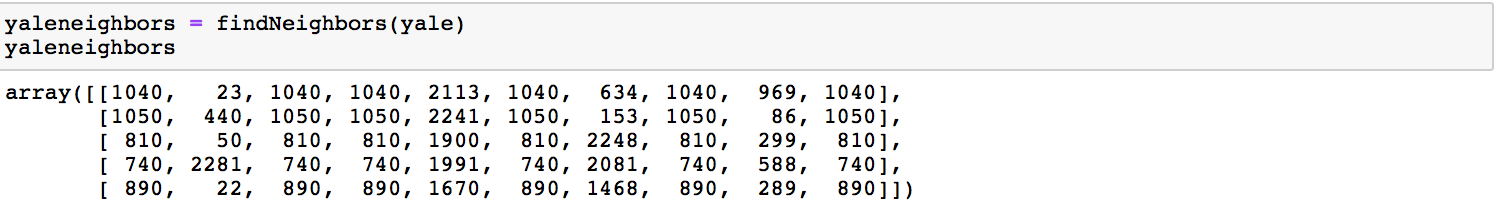 yaleneighbors = findNeighbors(yale)
yaleneighbors
array([[1040,   23, 1040, 1040, 2113, 1040,  634, 1040,  969, 1040],
       [1050,  440, 1050, 1050, 2241, 1050,  153, 1050,   86, 1050],
       [ 810,   50,  810,  810, 1900,  810, 2248,  810,  299,  810],
       [ 740, 2281,  740,  740, 1991,  740, 2081,  740,  588,  740],
       [ 890,   22,  890,  890, 1670,  890, 1468,  890,  289,  890]])